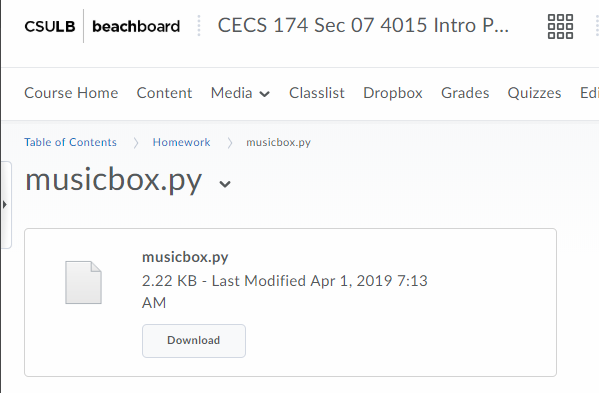 CSULB beachboard CECS 174 Sec 07 4015 Intro P...
Course Home Content Media Classlist Dropbox Grades Quizzes Edi
Table of Contents Homework musicbox.py
musicbox.py
musicbox.py
2.22 KB - Last Modified Apr 1, 2019 7:13
AM
Download